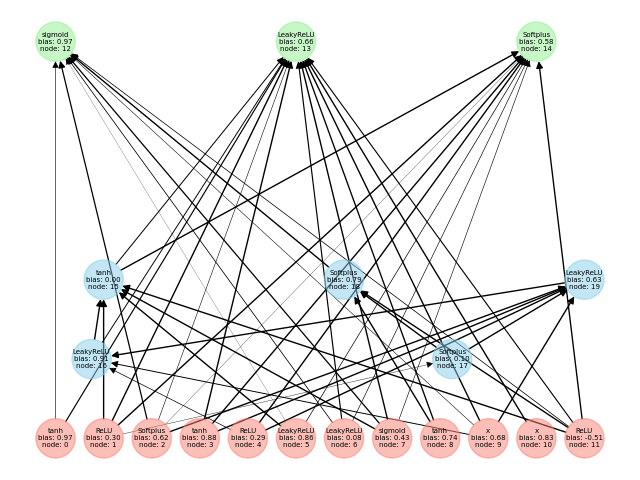 sigmoid
bias: 0.97
node: 12
LeakyReLU
bias: 0.66
node: 13
Softplus
bias: 0.58
node: 14
tanh
bias: 0.00
node: 15
Softplus
bias: 0.79
node: 18
LeakyReLU
bias: 0.63
node: 19
LeakyReLU
bias: 0.91
node: 16
Softplus
bias: 0.10
node: 17
tanh
bias: 0.97
node: 0
ReLU
bias: 0.30
node: 1
Softplus
bias: 0.62
node: 2
tanh
bias: 0.88
node: 3
ReLU
bias: 0.29
node: 4
LeakyReLU
bias: 0.86
node: 5
LeakyReLU
bias: 0.08
node: 6
sigmoid
bias: 0.43
node: 7
tanh
bias: 0.74
node: 8
x
bias: 0.68
node: 9
x
bias: 0.83
node: 10
ReLU
bias: -0.51
node: 11